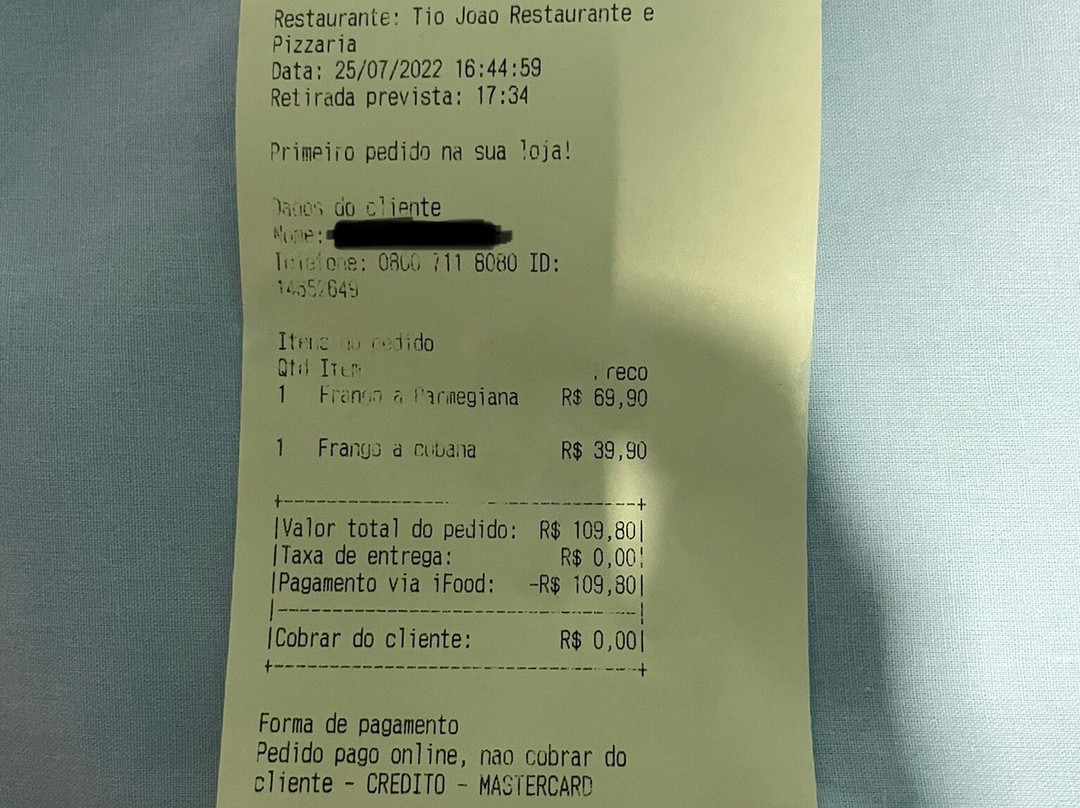 Restaurante: Tio Joao Restaurante e
Pizzaria
Data: 25/07/2022 16:44:59
Retirada prevista: 17:34
Primeiro pedido na sua loja!
Dados do cliente
Nome:
Telefone: 0800 711 8080 ID:
14552649
Itens no pedido
Qtd Item Preco
1 Frango a Parmegiana R$ 69,90
1 Frango a cubana R$ 39,90
+----------------------------------+
|Valor total do pedido: R$ 109,80|
|Taxa de entrega: R$ 0,00|
|Pagamento via iFood: -R$ 109,80|
|----------------------------------|
|Cobrar do cliente: R$ 0,00|
+----------------------------------+
Forma de pagamento
Pedido pago online, nao cobrar do
cliente - CREDITO - MASTERCARD